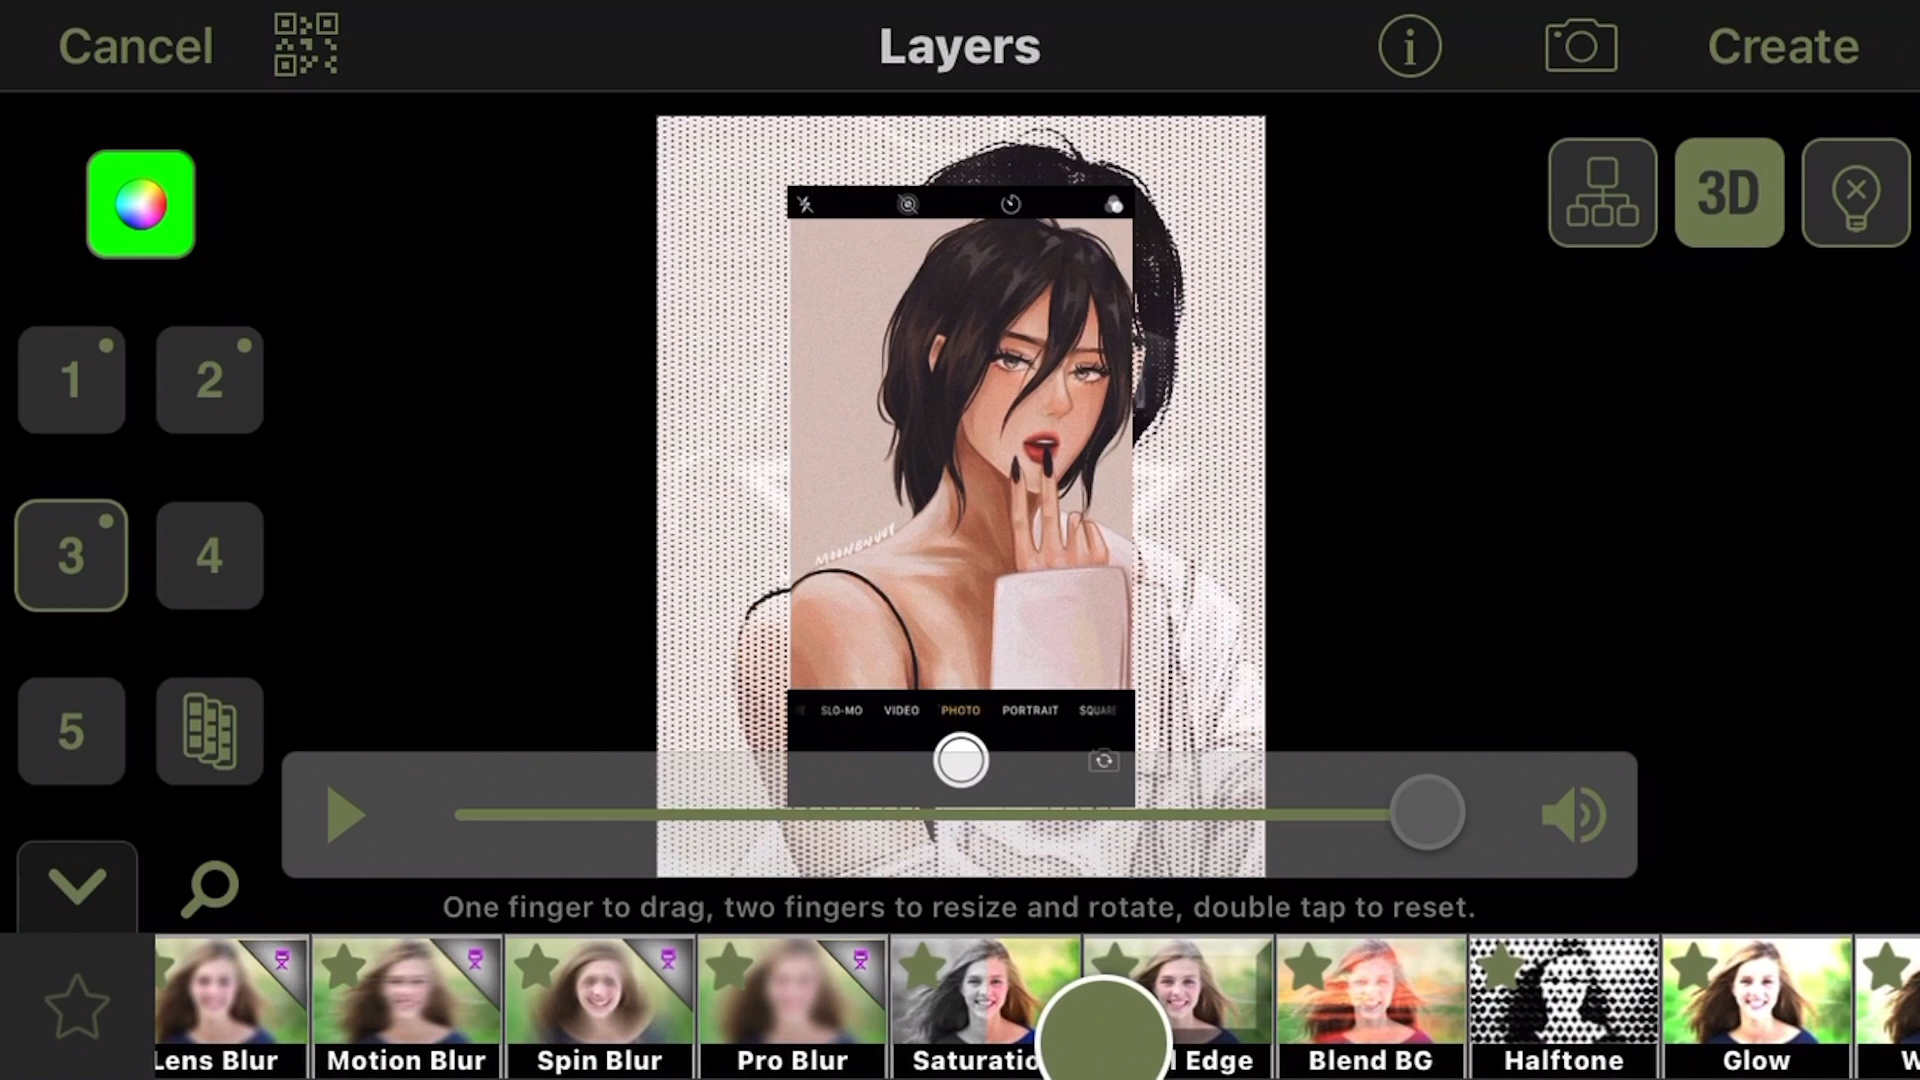 Cancel
Layers
i
Create
3D
1
2
3
4
5
MOONBNUUY
SLO-MO VIDEO PHOTO PORTRAIT SQUARE
One finger to drag, two fingers to resize and rotate, double tap to reset.
Lens Blur
Motion Blur
Spin Blur
Pro Blur
Saturatio
l Edge
Blend BG
Halftone
Glow
W